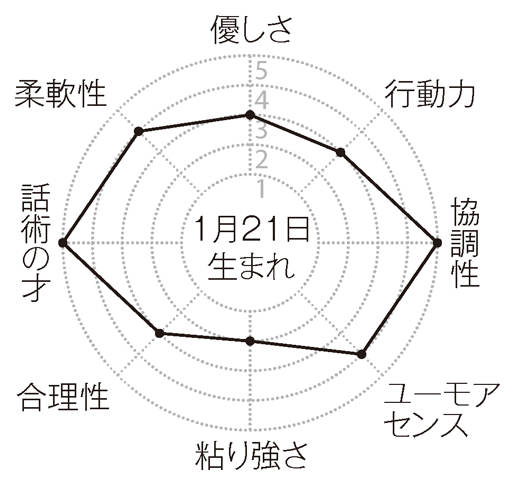 優しさ
行動力
協調性
ユーモア
センス
粘り強さ
合理性
話術の才
柔軟性
5
4
3
2
1
1月21日
生まれ